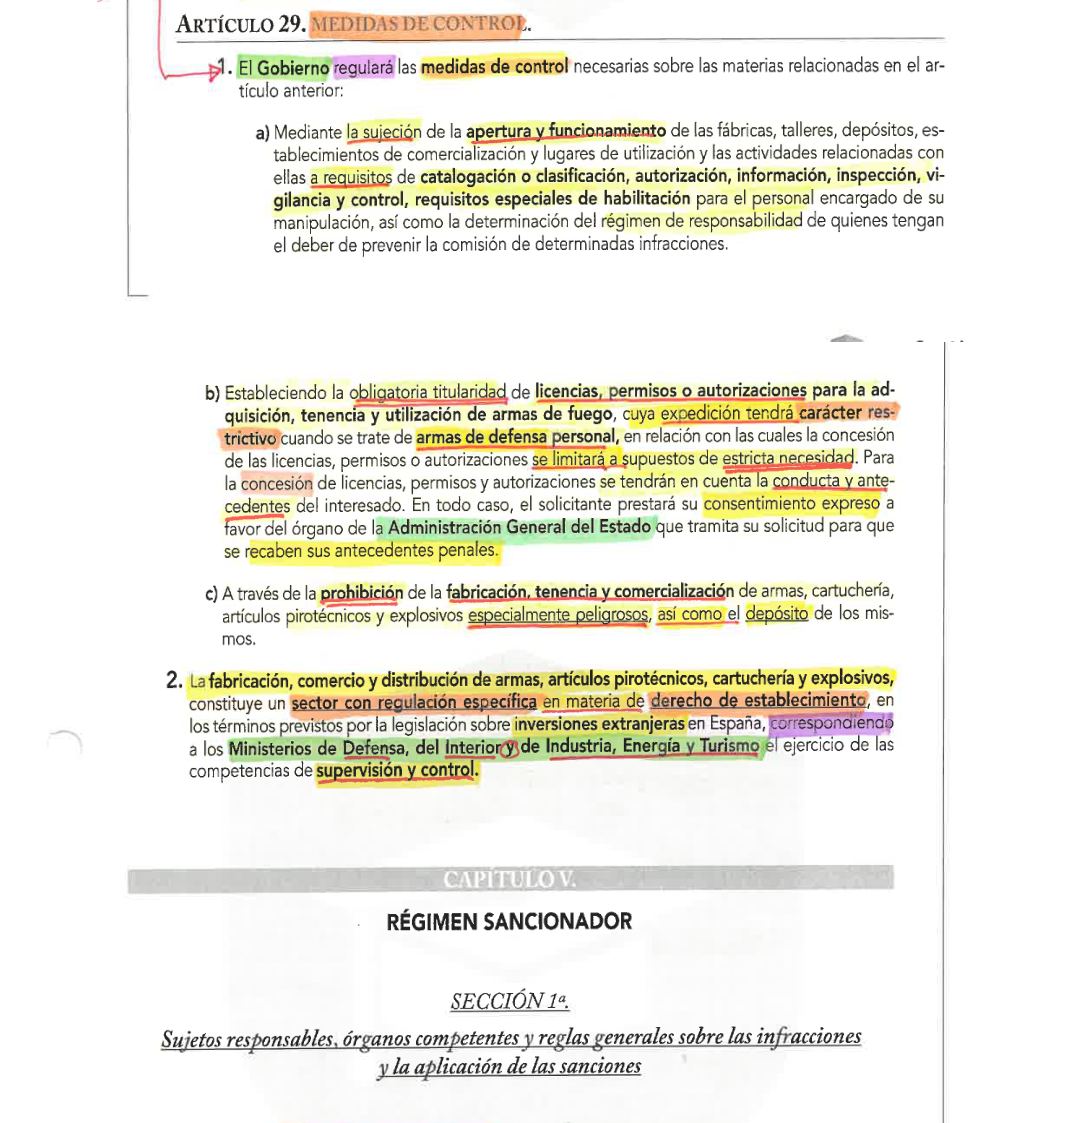 ARTÍCULO 29. MEDIDAS DE CONTROL.
1. El Gobierno regulará las medidas de control necesarias sobre las materias relacionadas en el ar-
tículo anterior:
a) Mediante la sujeción de la apertura y funcionamiento de las fábricas, talleres, depósitos, es-
tablecimientos de comercialización y lugares de utilización y las actividades relacionadas con
ellas a requisitos de catalogación o clasificación, autorización, información, inspección, vi-
gilancia y control, requisitos especiales de habilitación para el personal encargado de su
manipulación, así como la determinación del régimen de responsabilidad de quienes tengan
el deber de prevenir la comisión de determinadas infracciones.
b) Estableciendo la obligatoria titularidad de licencias, permisos o autorizaciones para la ad-
quisición, tenencia y utilización de armas de fuego, cuya expedición tendrá carácter res-
trictivo cuando se trate de armas de defensa personal, en relación con las cuales la concesión
de las licencias, permisos o autorizaciones se limitará a supuestos de estricta necesidad. Para
la concesión de licencias, permisos y autorizaciones se tendrán en cuenta la conducta y ante-
cedentes del interesado. En todo caso, el solicitante prestará su consentimiento expreso a
favor del órgano de la Administración General del Estado que tramita su solicitud para que
se recaben sus antecedentes penales.
c) A través de la prohibición de la fabricación, tenencia y comercialización de armas, cartuchería,
artículos pirotécnicos y explosivos especialmente peligrosos, así como el depósito de los mis-
mos.
2. La fabricación, comercio y distribución de armas, artículos pirotécnicos, cartuchería y explosivos,
constituye un sector con regulación específica en materia de derecho de establecimiento, en
los términos previstos por la legislación sobre inversiones extranjeras en España, correspondiendo
a los Ministerios de Defensa, del Interior y de Industria, Energía y Turismo el ejercicio de las
competencias de supervisión y control.
CAPÍTULO V.
RÉGIMEN SANCIONADOR
SECCIÓN 1ª.
Sujetos responsables, órganos competentes y reglas generales sobre las infracciones
y la aplicación de las sanciones